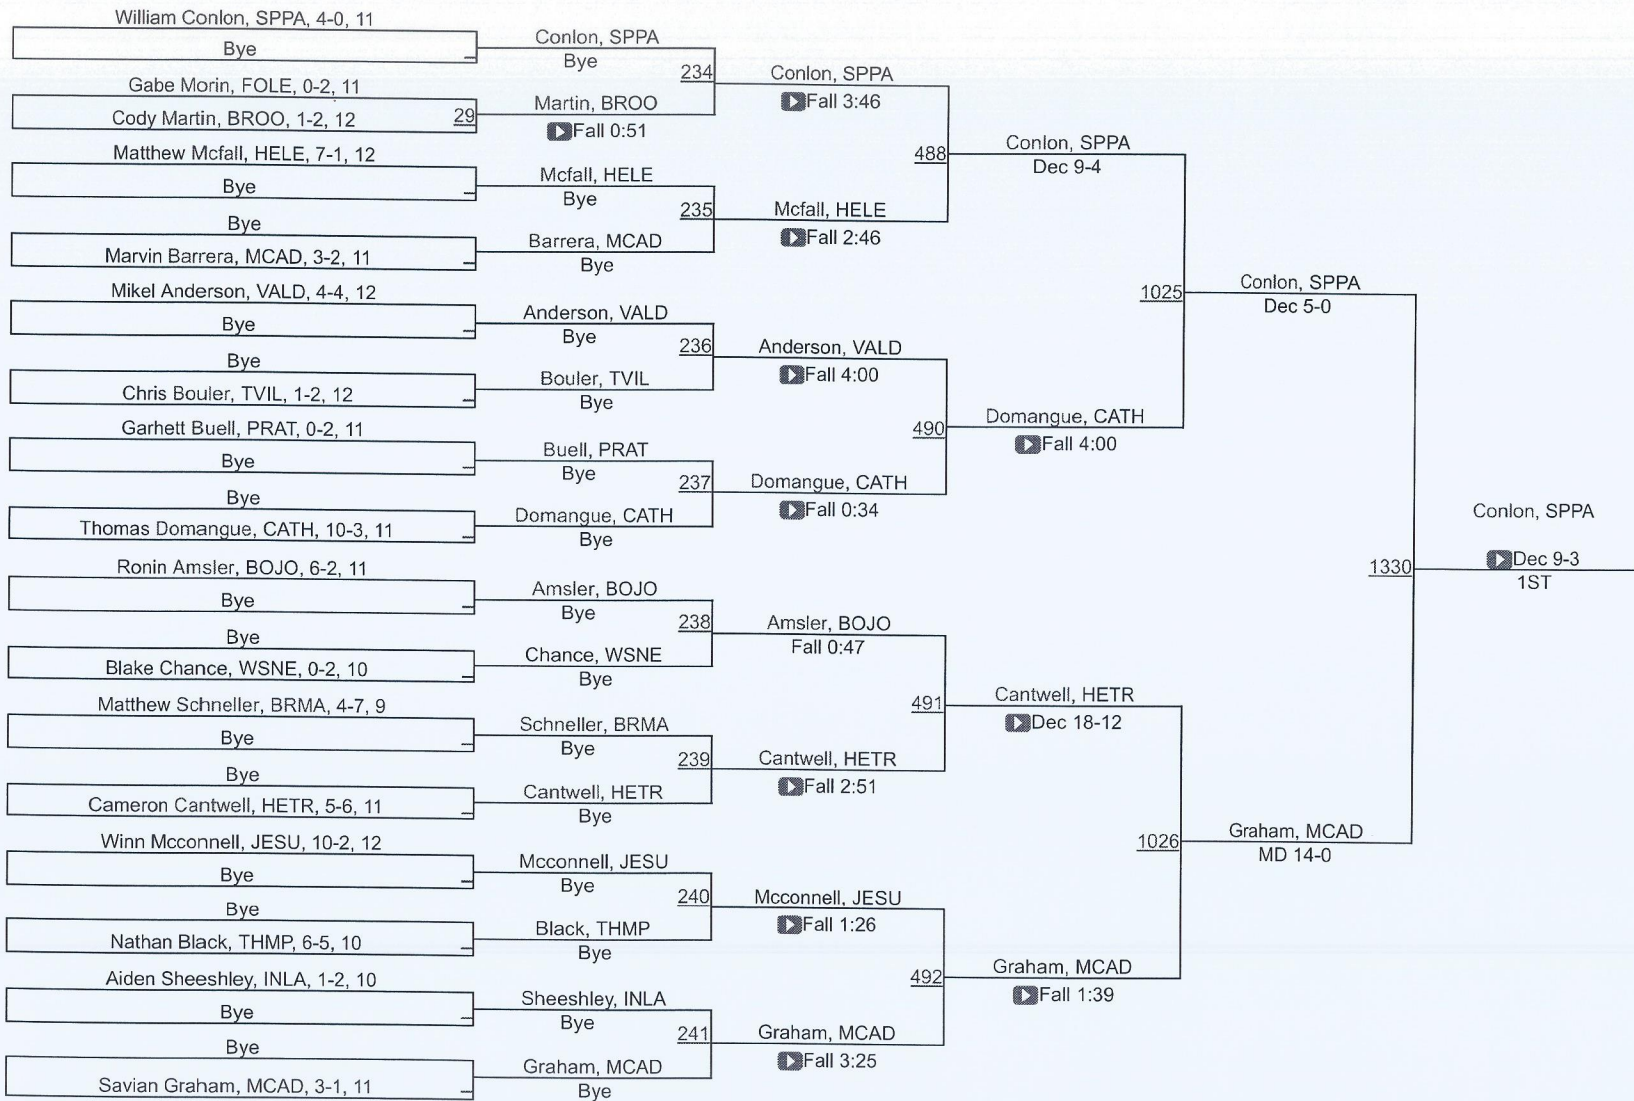 William Conlon, SPPA, 4-0, 11
Bye
Gabe Morin, FOLE, 0-2, 11
Cody Martin, BROO, 1-2, 12
29
Matthew Mcfall, HELE, 7-1, 12
Bye
Bye
Marvin Barrera, MCAD, 3-2, 11
Mikel Anderson, VALD, 4-4, 12
Bye
Bye
Chris Bouler, TVIL, 1-2, 12
Garhett Buell, PRAT, 0-2, 11
Bye
Bye
Thomas Domangue, CATH, 10-3, 11
Ronin Amsler, BOJO, 6-2, 11
Bye
Bye
Blake Chance, WSNE, 0-2, 10
Matthew Schneller, BRMA, 4-7, 9
Bye
Bye
Cameron Cantwell, HETR, 5-6, 11
Winn Mcconnell, JESU, 10-2, 12
Bye
Bye
Nathan Black, THMP, 6-5, 10
Aiden Sheeshley, INLA, 1-2, 10
Bye
Bye
Savian Graham, MCAD, 3-1, 11
Conlon, SPPA
Bye
234
Martin, BROO
Fall 0:51
Mcfall, HELE
Bye
235
Barrera, MCAD
Bye
Anderson, VALD
Bye
236
Bouler, TVIL
Bye
Buell, PRAT
Bye
237
Domangue, CATH
Bye
Amsler, BOJO
Bye
238
Chance, WSNE
Bye
Schneller, BRMA
Bye
239
Cantwell, HETR
Bye
Mcconnell, JESU
Bye
240
Black, THMP
Bye
Sheeshley, INLA
Bye
241
Graham, MCAD
Bye
Conlon, SPPA
Fall 3:46
488
Mcfall, HELE
Fall 2:46
Anderson, VALD
Fall 4:00
490
Domangue, CATH
Fall 0:34
Amsler, BOJO
Fall 0:47
491
Cantwell, HETR
Fall 2:51
Mcconnell, JESU
Fall 1:26
492
Graham, MCAD
Fall 3:25
Conlon, SPPA
Dec 9-4
1025
Domangue, CATH
Fall 4:00
Cantwell, HETR
Dec 18-12
1026
Graham, MCAD
Fall 1:39
Conlon, SPPA
Dec 5-0
1330
Graham, MCAD
MD 14-0
Conlon, SPPA
Dec 9-3
1ST